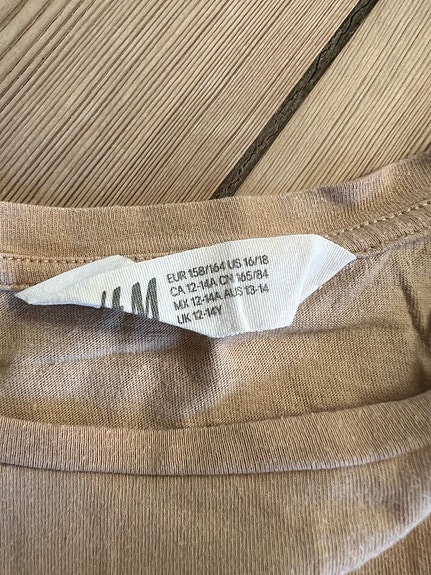 H&M
EUR 158/164 US 16/18
CA 12-14A CN 165/84
MX 12-14A AUS 13-14
UK 12-14Y